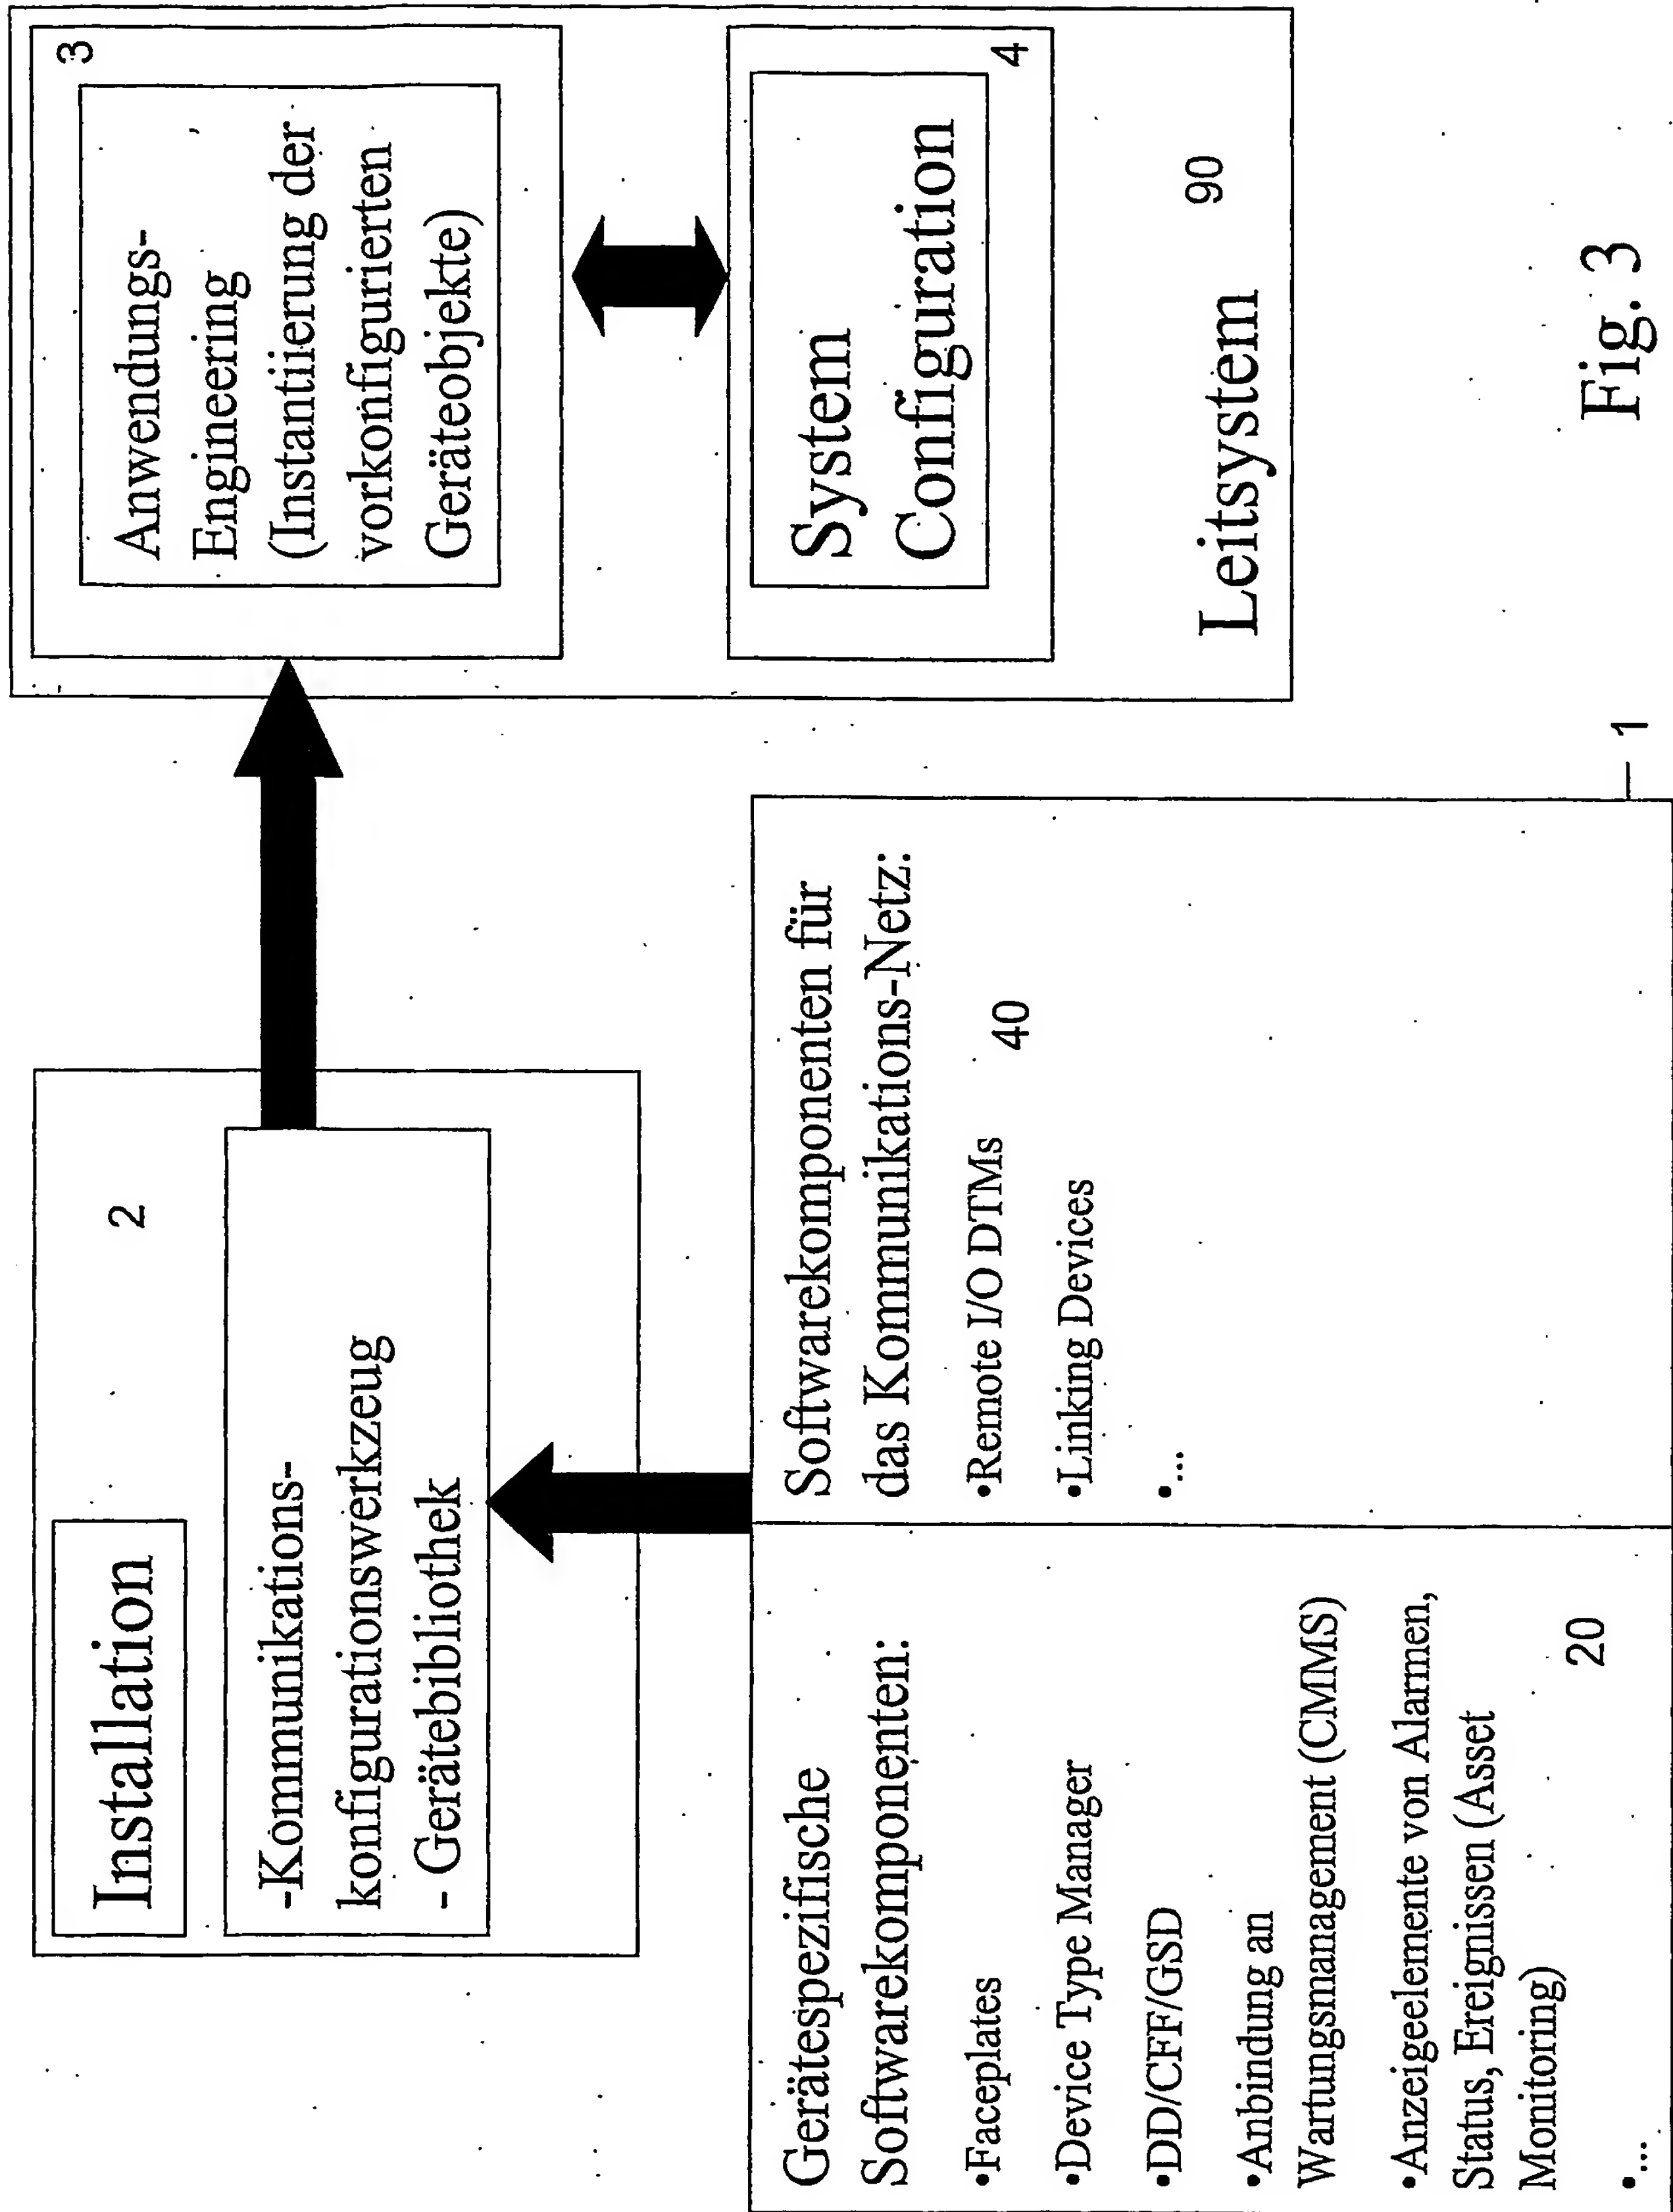 Installation
2
-Kommunikations-
konfigurationswerkzeug
- Gerätebibliothek
3
Anwendungs-
Engineering
(Instantiierung der
vorkonfigurierten
Geräteobjekte)
System
Configuration
4
Leitsystem
90
Gerätespezifische
Softwarekomponenten:
•Faceplates
•Device Type Manager
•DD/CFF/GSD
•Anbindung an
Wartungsmanagement (CMMS)
•Anzeigeelemente von Alarmen,
Status, Ereignissen (Asset
Monitoring)
20
•...
Softwarekomponenten für
das Kommunikations-Netz:
•Remote I/O DTMs
40
•Linking Devices
•...
1
Fig. 3